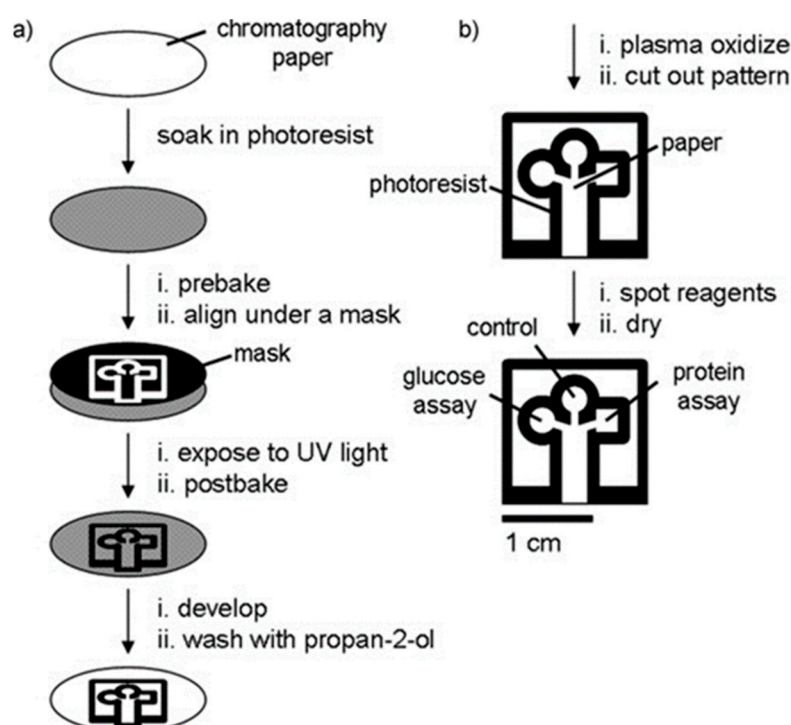 a)
chromatography
paper
soak in photoresist
i. prebake
ii. align under a mask
mask
i. expose to UV light
ii. postbake
i. develop
ii. wash with propan-2-ol
b)
i. plasma oxidize
ii. cut out pattern
paper
photoresist
i. spot reagents
ii. dry
control
glucose
assay
protein
assay
1 cm